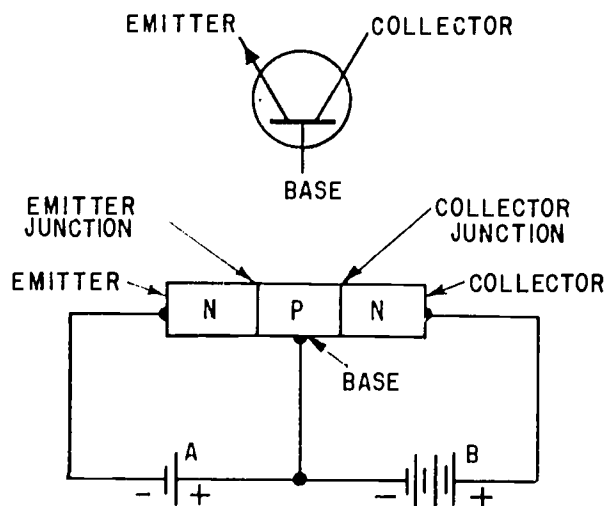 EMITTER
COLLECTOR
BASE
EMITTER
JUNCTION
COLLECTOR
JUNCTION
EMITTER
COLLECTOR
N P N
BASE
A
B
- +
- +